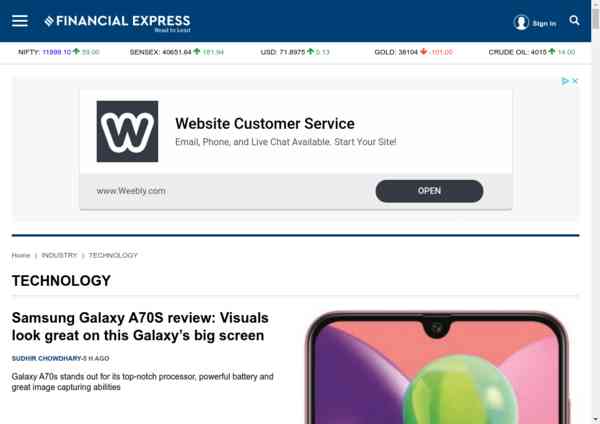 FINANCIAL EXPRESS
Read to Lead
Sign in
NIFTY: 11999.10 59.00 SENSEX: 40651.64 181.94 USD: 71.8975 0.13 GOLD: 38104 -101.00 CRUDE OIL: 4015 14.00
Website Customer Service
Email, Phone, and Live Chat Available. Start Your Site!
www.Weebly.com
OPEN
Home | INDUSTRY | TECHNOLOGY
TECHNOLOGY
Samsung Galaxy A70S review: Visuals
look great on this Galaxy's big screen
SUDHIR CHOWDHARY-5 H AGO
Galaxy A70s stands out for its top-notch processor, powerful battery and
great image capturing abilities